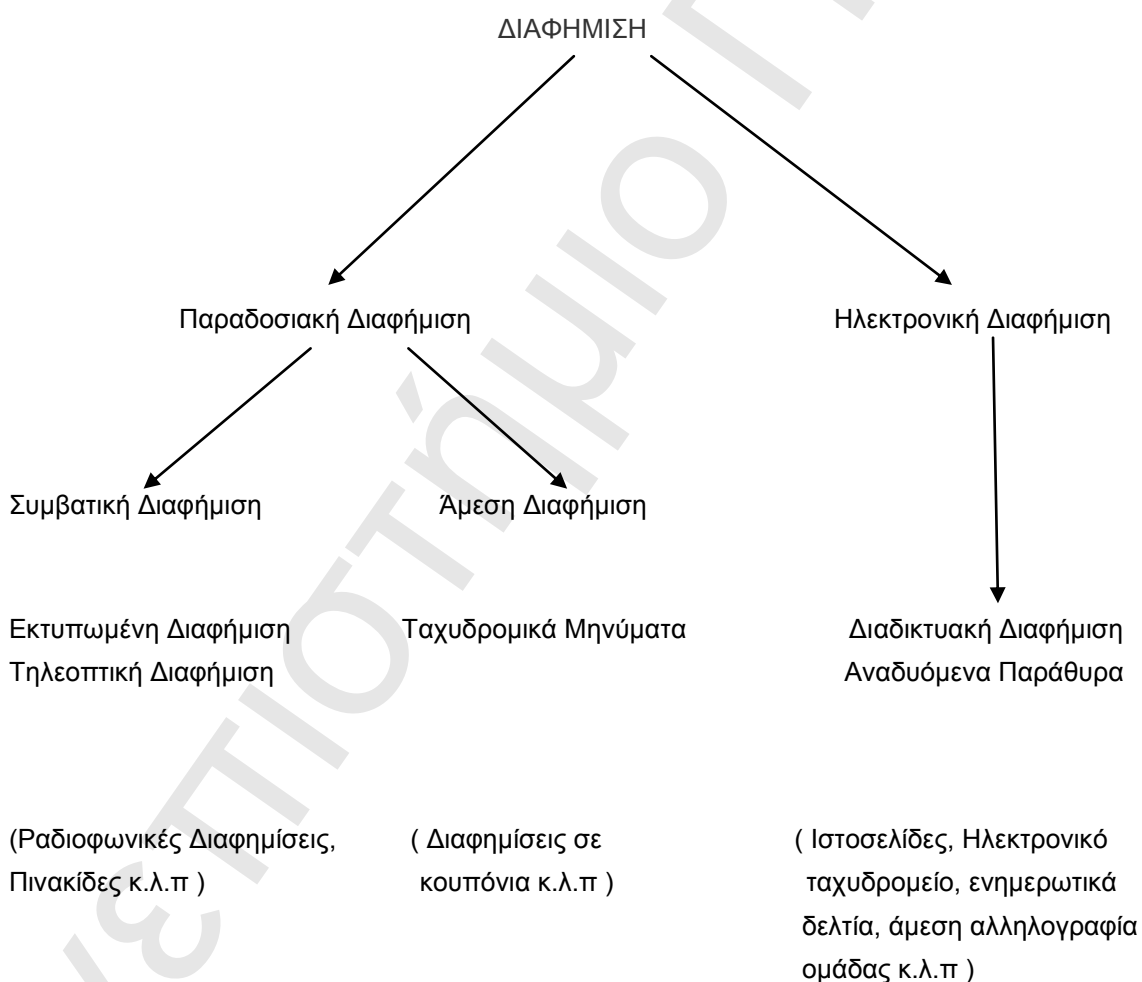 ΔΙΑΦΗΜΙΣΗ
Παραδοσιακή Διαφήμιση
Ηλεκτρονική Διαφήμιση
Συμβατική Διαφήμιση
Άμεση Διαφήμιση
Εκτυπωμένη Διαφήμιση
Τηλεοπτική Διαφήμιση
Ταχυδρομικά Μηνύματα
Διαδικτυακή Διαφήμιση
Αναδυόμενα Παράθυρα
(Ραδιοφωνικές Διαφημίσεις,
Πινακίδες κ.λ.π )
( Διαφημίσεις σε
κουπόνια κ.λ.π )
( Ιστοσελίδες, Ηλεκτρονικό
ταχυδρομείο, ενημερωτικά
δελτία, άμεση αλληλογραφία
ομάδας κ.λ.π )